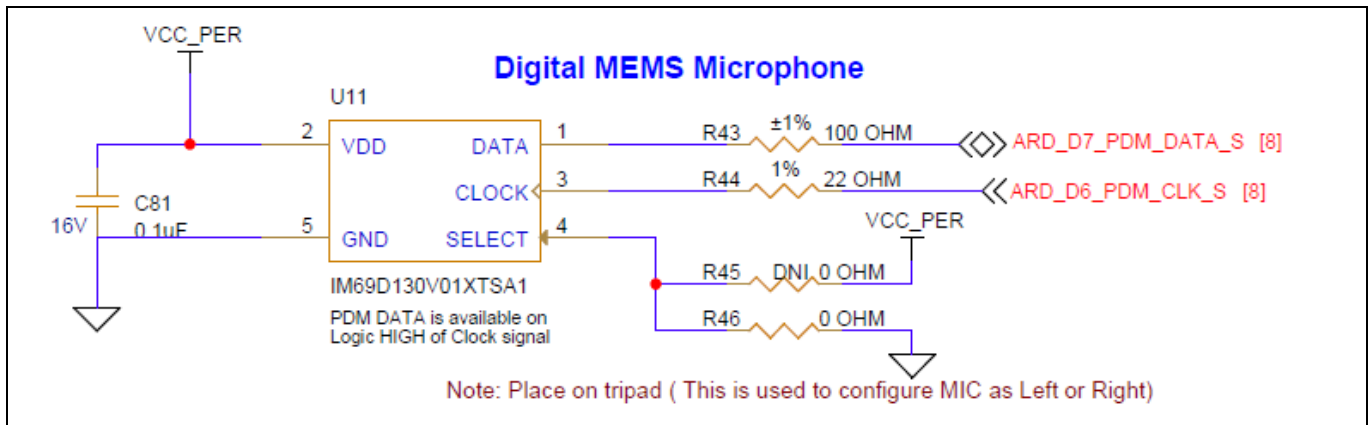 VCC_PER
Digital MEMS Microphone
U11
2
VDD
DATA
1
R43
±1%
100 OHM
ARD_D7_PDM_DATA_S [8]
CLOCK
3
R44
1%
22 OHM
ARD_D6_PDM_CLK_S [8]
C81
16V
0.1uF
5
GND
SELECT
4
VCC_PER
R45
DNI 0 OHM
IM69D130V01XTSA1
R46
0 OHM
PDM DATA is available on
Logic HIGH of Clock signal
Note: Place on tripad ( This is used to configure MIC as Left or Right)